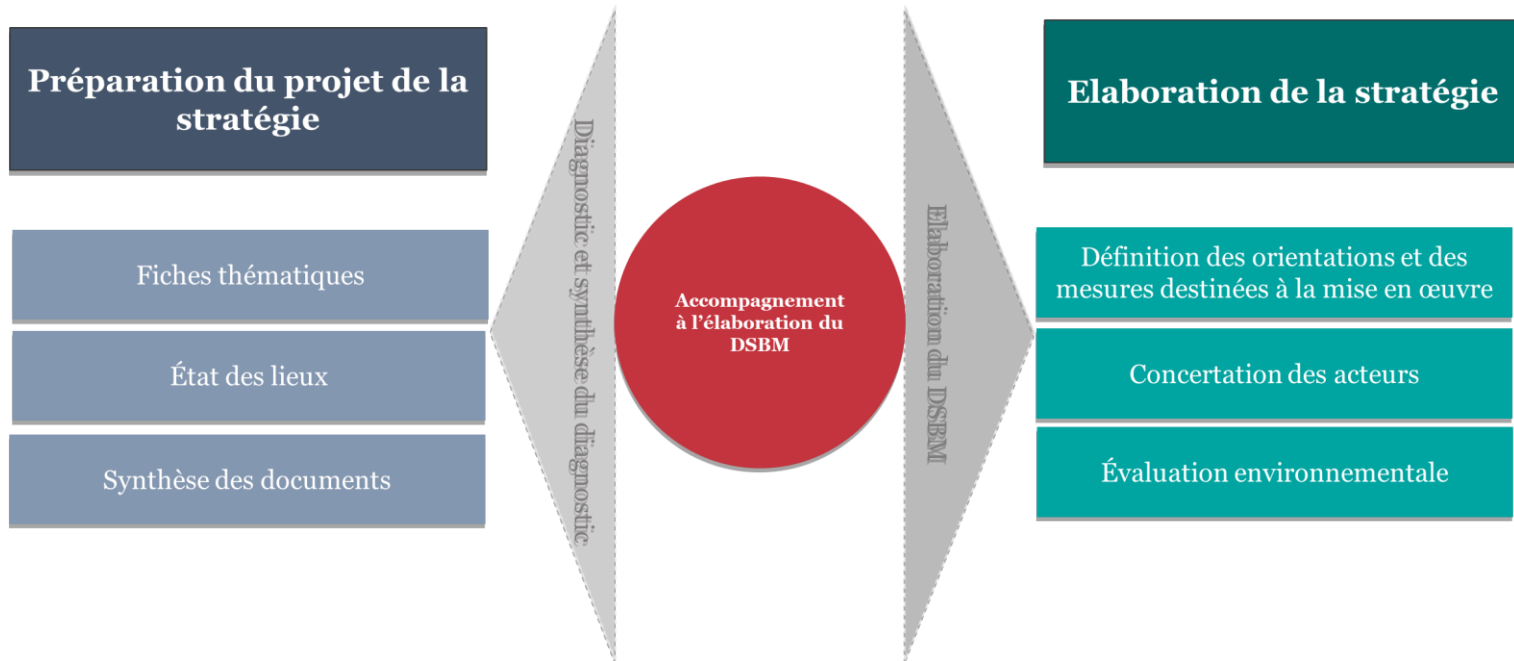 Préparation du projet de la
stratégie
Fiches thématiques
État des lieux
Synthèse des documents
Diagnostic et synthèse du diagnostic
Accompagnement
à l’élaboration du
DSBM
Elaboration du DSBM
Elaboration de la stratégie
Définition des orientations et des
mesures destinées à la mise en œuvre
Concertation des acteurs
Évaluation environnementale